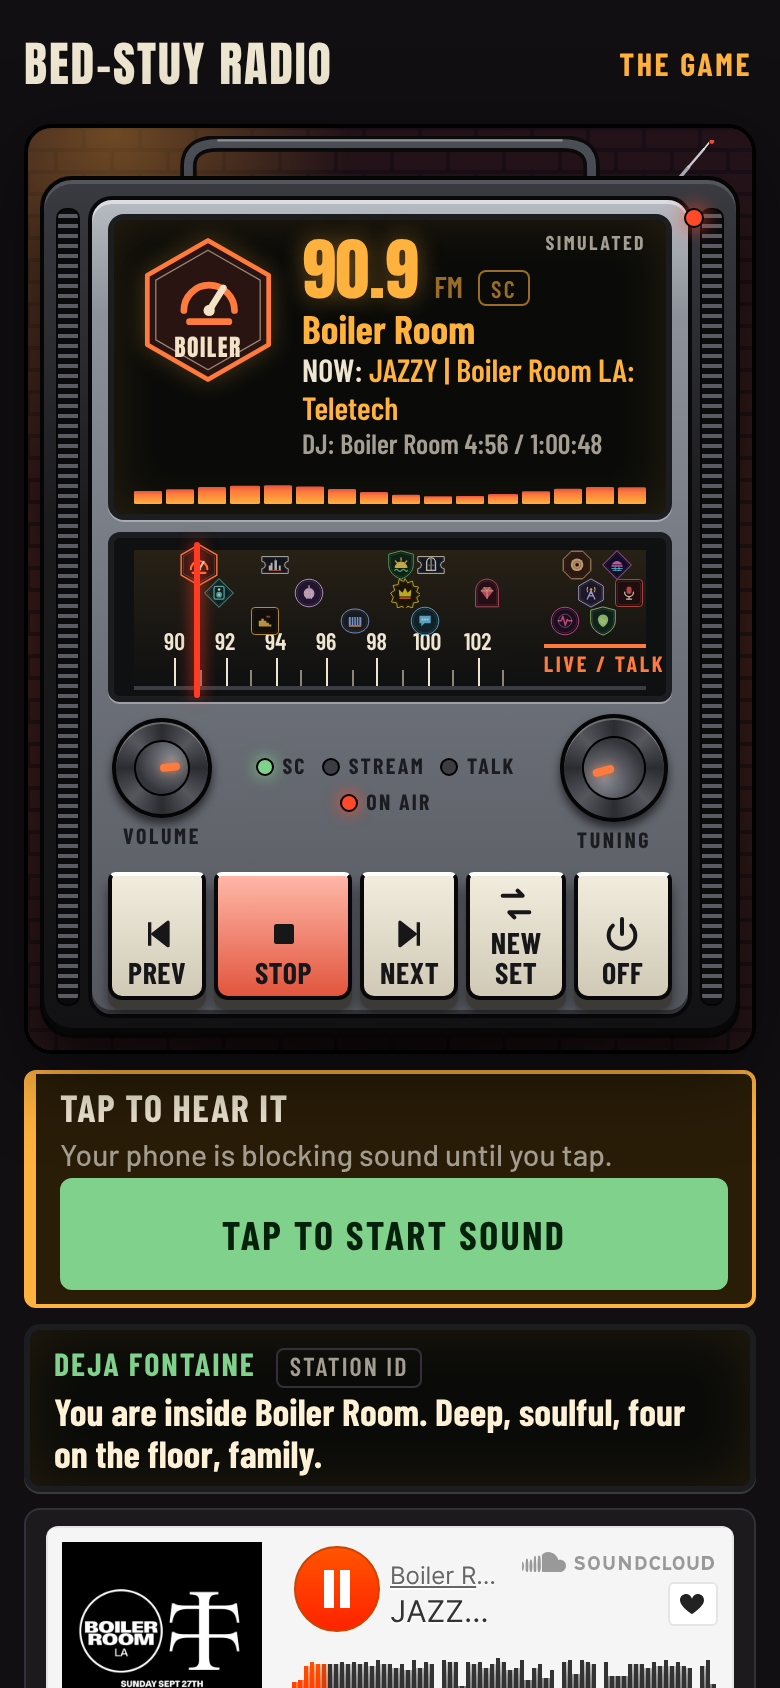 BED-STUY RADIO
THE GAME
SIMULATED
90.9 FM SC
BOILER
Boiler Room
NOW: JAZZY | Boiler Room LA:
Teletech
DJ: Boiler Room 4:56 / 1:00:48
90 92 94 96 98 100 102
LIVE / TALK
SC STREAM TALK
ON AIR
VOLUME
TUNING
PREV
STOP
NEXT
NEW
SET
OFF
TAP TO HEAR IT
Your phone is blocking sound until you tap.
TAP TO START SOUND
DEJA FONTAINE STATION ID
You are inside Boiler Room. Deep, soulful, four
on the floor, family.
BOILER
ROOM
LA
SUNDAY SEPT 27TH
Boiler R...
SOUNDCLOUD
JAZZ...